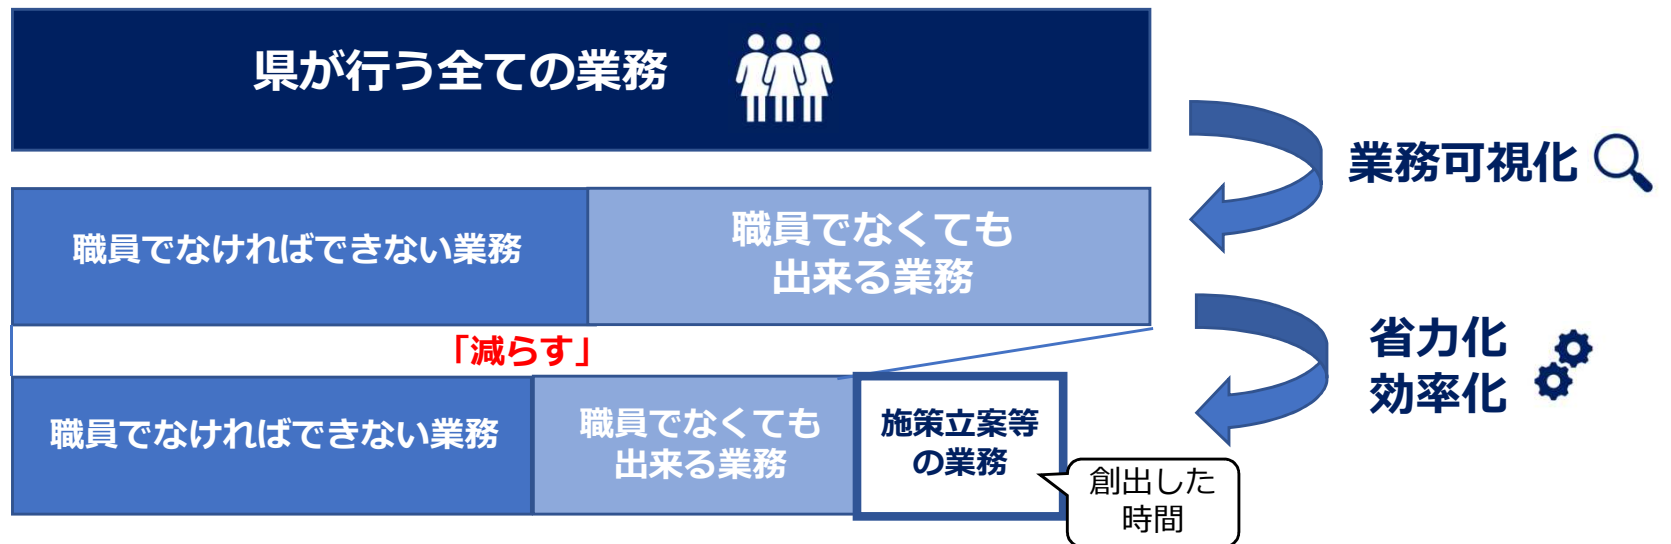 県が行う全ての業務
業務可視化
職員でなければできない業務
職員でなくても
出来る業務
「減らす」
省力化
効率化
職員でなければできない業務
職員でなくても
出来る業務
施策立案等
の業務
創出した
時間